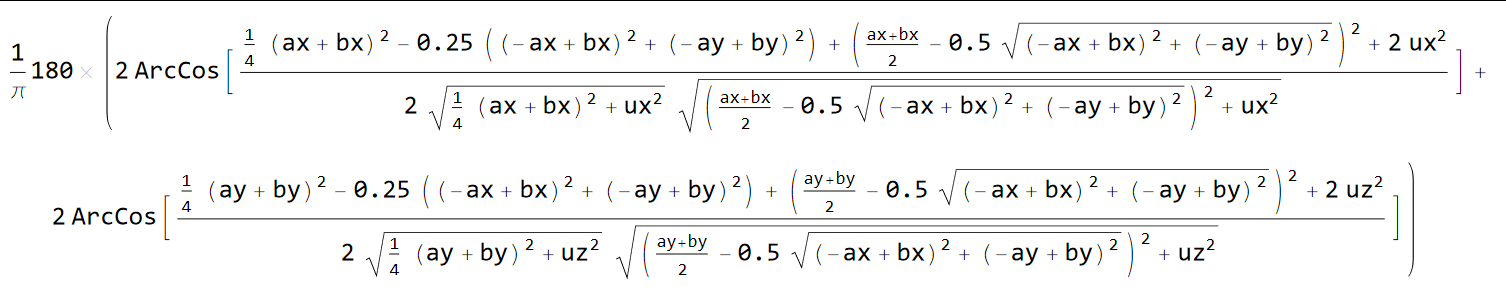 1/π 180 × (2 ArcCos[(1/4 (ax + bx)^2 - 0.25 ((-ax + bx)^2 + (-ay + by)^2) + ((ax+bx)/2 - 0.5 √((-ax + bx)^2 + (-ay + by)^2))^2 + 2 ux^2)/(2 √(1/4 (ax + bx)^2 + ux^2) √(((ax+bx)/2 - 0.5 √((-ax + bx)^2 + (-ay + by)^2))^2 + ux^2))] +
2 ArcCos[(1/4 (ay + by)^2 - 0.25 ((-ax + bx)^2 + (-ay + by)^2) + ((ay+by)/2 - 0.5 √((-ax + bx)^2 + (-ay + by)^2))^2 + 2 uz^2)/(2 √(1/4 (ay + by)^2 + uz^2) √(((ay+by)/2 - 0.5 √((-ax + bx)^2 + (-ay + by)^2))^2 + uz^2))])